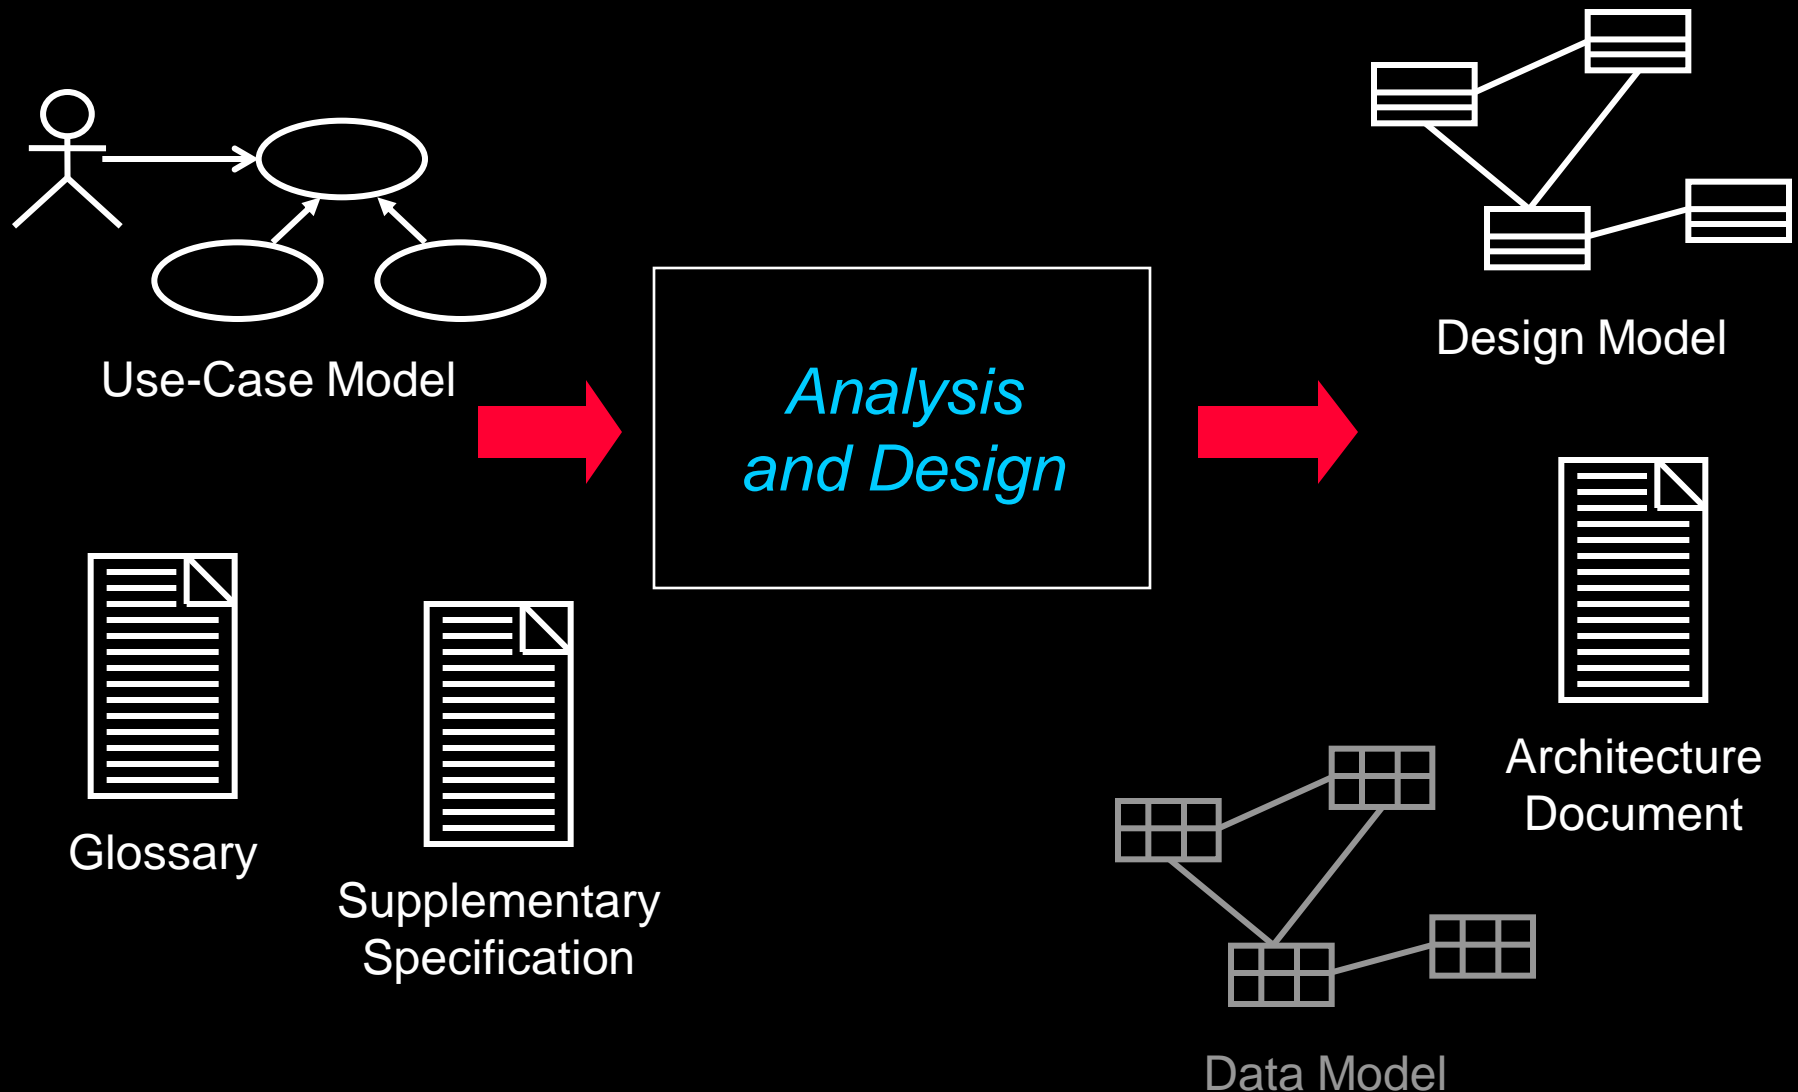 Use-Case Model
Glossary
Supplementary
Specification
Analysis
and Design
Design Model
Architecture
Document
Data Model